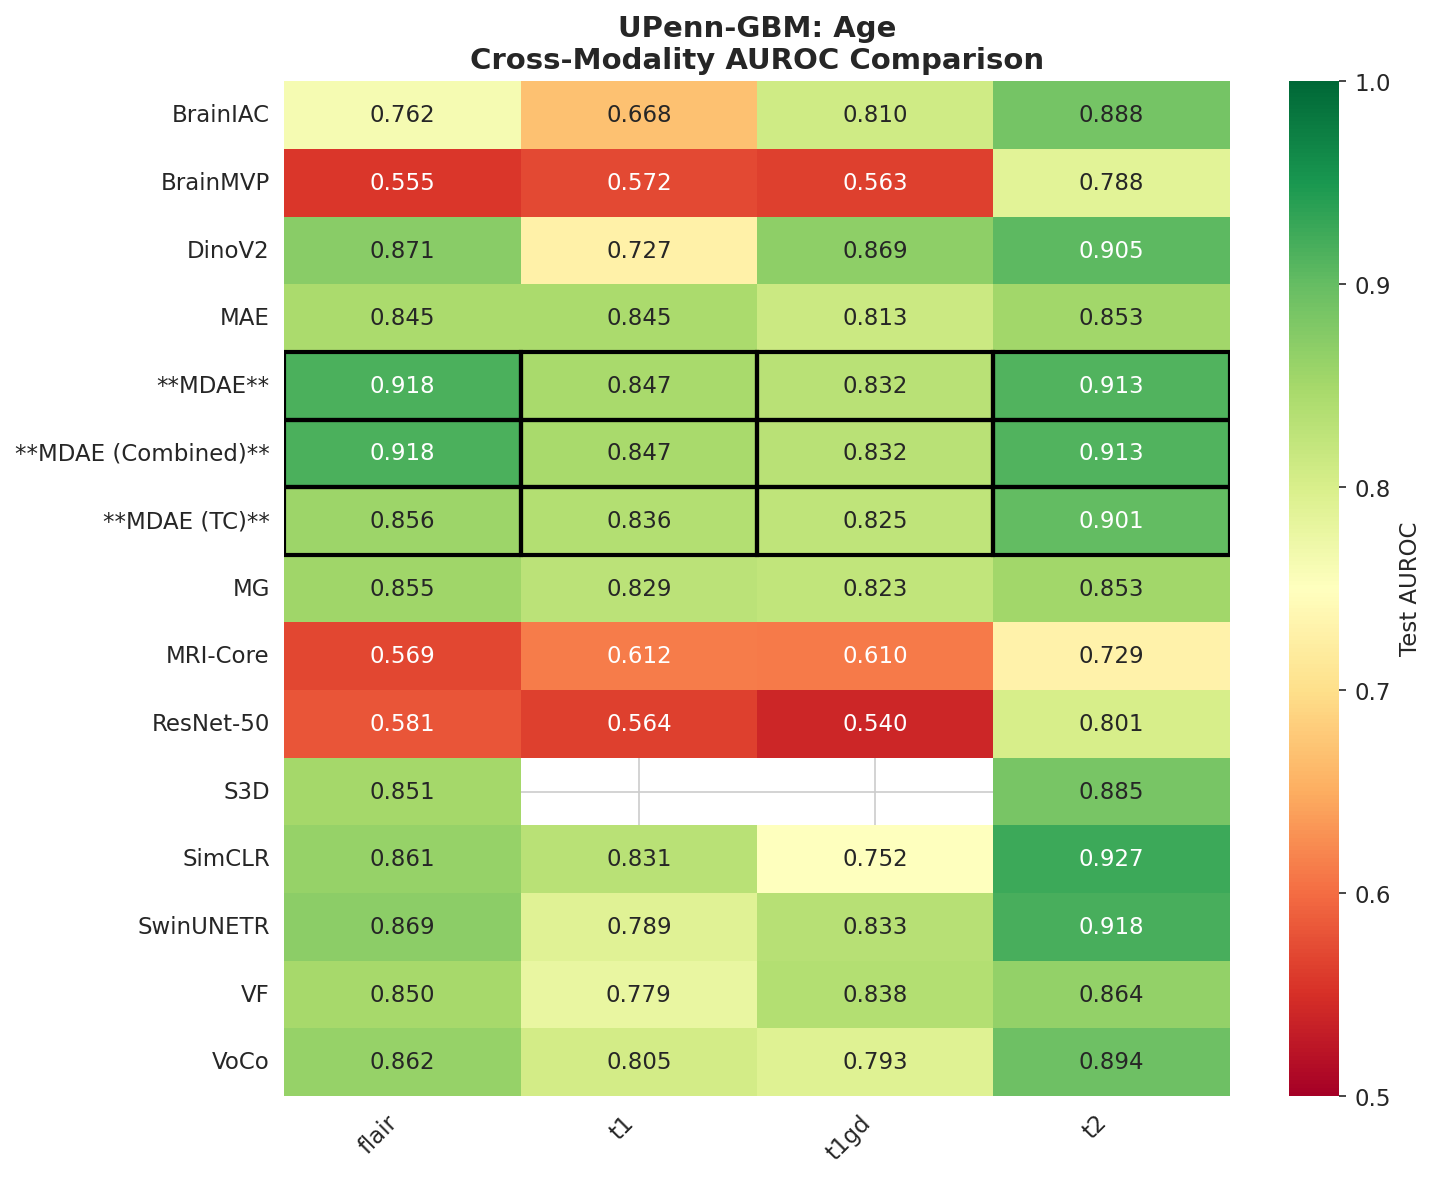 UPenn-GBM: Age
Cross-Modality AUROC Comparison
BrainIAC 0.762 0.668 0.810 0.888
BrainMVP 0.555 0.572 0.563 0.788
DinoV2 0.871 0.727 0.869 0.905
MAE 0.845 0.845 0.813 0.853
**MDAE** 0.918 0.847 0.832 0.913
**MDAE (Combined)** 0.918 0.847 0.832 0.913
**MDAE (TC)** 0.856 0.836 0.825 0.901
MG 0.855 0.829 0.823 0.853
MRI-Core 0.569 0.612 0.610 0.729
ResNet-50 0.581 0.564 0.540 0.801
S3D 0.851 0.885
SimCLR 0.861 0.831 0.752 0.927
SwinUNETR 0.869 0.789 0.833 0.918
VF 0.850 0.779 0.838 0.864
VoCo 0.862 0.805 0.793 0.894
flair t1 t1gd t2
1.0
0.9
0.8
0.7
0.6
0.5
Test AUROC